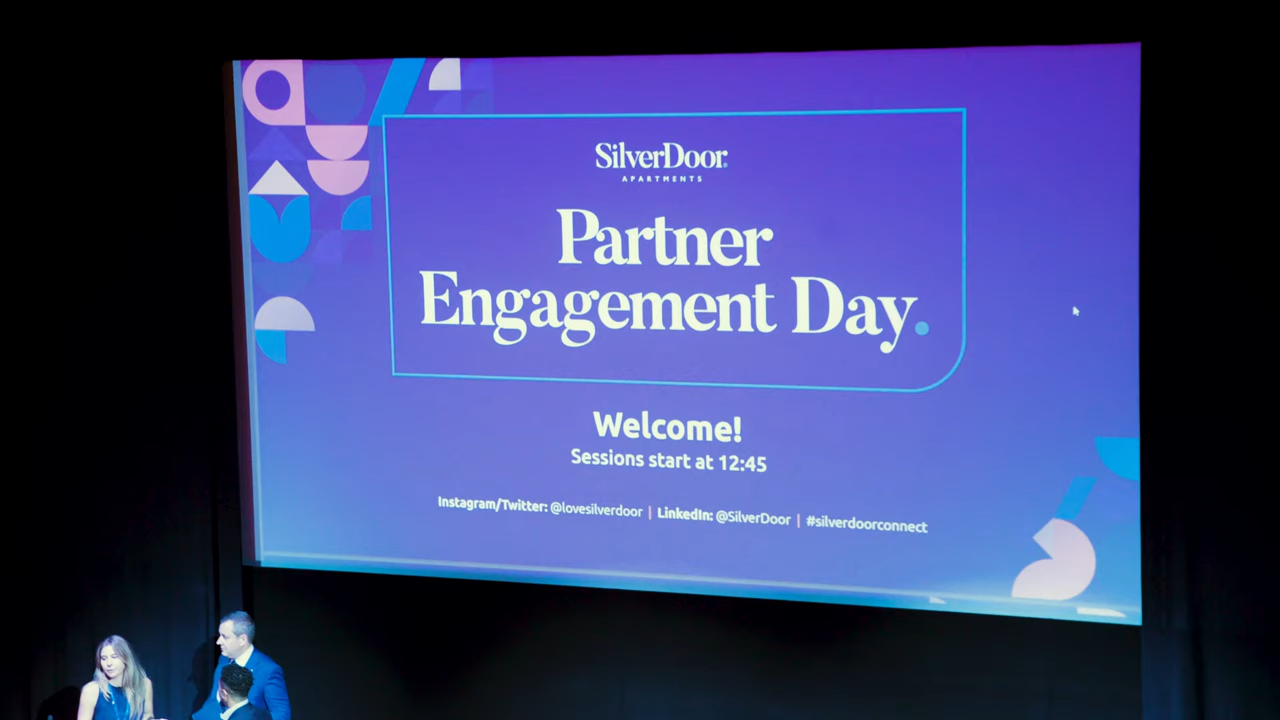 SilverDoor®
APARTMENTS
Partner
Engagement Day.
Welcome!
Sessions start at 12:45
Instagram/Twitter: @lovesilverdoor | LinkedIn: @SilverDoor | #silverdoorconnect